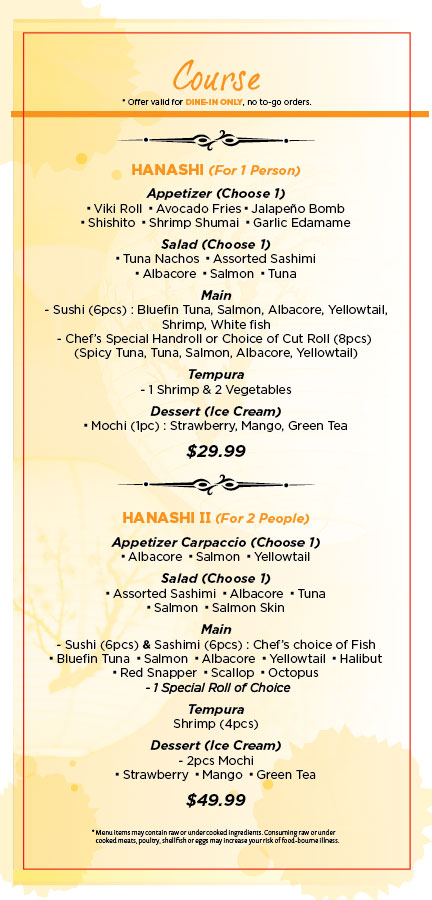 Course
* Offer valid for DINE-IN ONLY, no to-go orders.
HANASHI (For 1 Person)
Appetizer (Choose 1)
▪ Viki Roll ▪ Avocado Fries ▪ Jalapeño Bomb
▪ Shishito ▪ Shrimp Shumai ▪ Garlic Edamame
Salad (Choose 1)
▪ Tuna Nachos ▪ Assorted Sashimi
▪ Albacore ▪ Salmon ▪ Tuna
Main
- Sushi (6pcs) : Bluefin Tuna, Salmon, Albacore, Yellowtail,
Shrimp, White fish
- Chef's Special Handroll or Choice of Cut Roll (8pcs)
(Spicy Tuna, Tuna, Salmon, Albacore, Yellowtail)
Tempura
- 1 Shrimp & 2 Vegetables
Dessert (Ice Cream)
▪ Mochi (1pc) : Strawberry, Mango, Green Tea
$29.99
HANASHI II (For 2 People)
Appetizer Carpaccio (Choose 1)
▪ Albacore ▪ Salmon ▪ Yellowtail
Salad (Choose 1)
▪ Assorted Sashimi ▪ Albacore ▪ Tuna
▪ Salmon ▪ Salmon Skin
Main
- Sushi (6pcs) & Sashimi (6pcs) : Chef's choice of Fish
▪ Bluefin Tuna ▪ Salmon ▪ Albacore ▪ Yellowtail ▪ Halibut
▪ Red Snapper ▪ Scallop ▪ Octopus
- 1 Special Roll of Choice
Tempura
Shrimp (4pcs)
Dessert (Ice Cream)
- 2pcs Mochi
▪ Strawberry ▪ Mango ▪ Green Tea
$49.99
* Menu items may contain raw or under cooked ingredients. Consuming raw or under
cooked meats, poultry, shellfish or eggs may increase your risk of food-bourne illness.